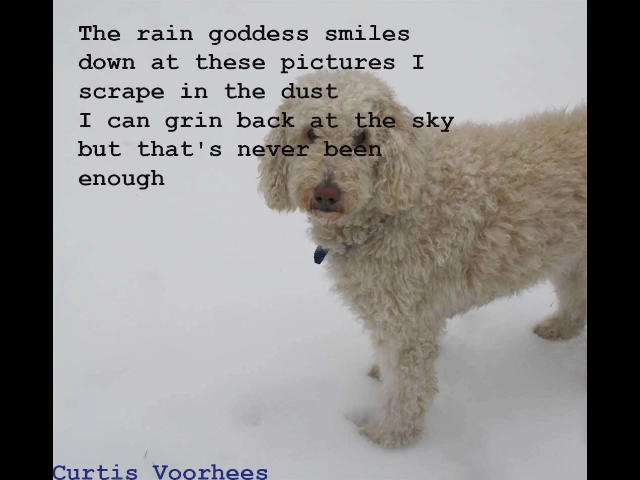 The rain goddess smiles
down at these pictures I
scrape in the dust
I can grin back at the sky
but that's never been
enough
Curtis Voorhees